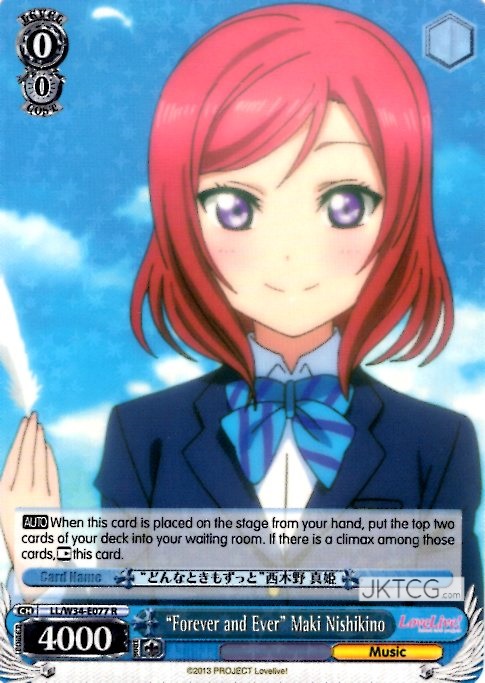 LEVEL
0
0
COST
AUTO When this card is placed on the stage from your hand, put the top two
cards of your deck into your waiting room. If there is a climax among those
cards, this card.
Card Name "どんなときもずっと"西木野 真姫
JKTCG.com
CH LL/W34-E077 R
"Forever and Ever" Maki Nishikino
LoveLive!
POWER 4000 SOUL
Music
©2013 PROJECT Lovelive!